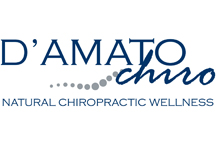 D'AMATO
chiro
NATURAL CHIROPRACTIC WELLNESS